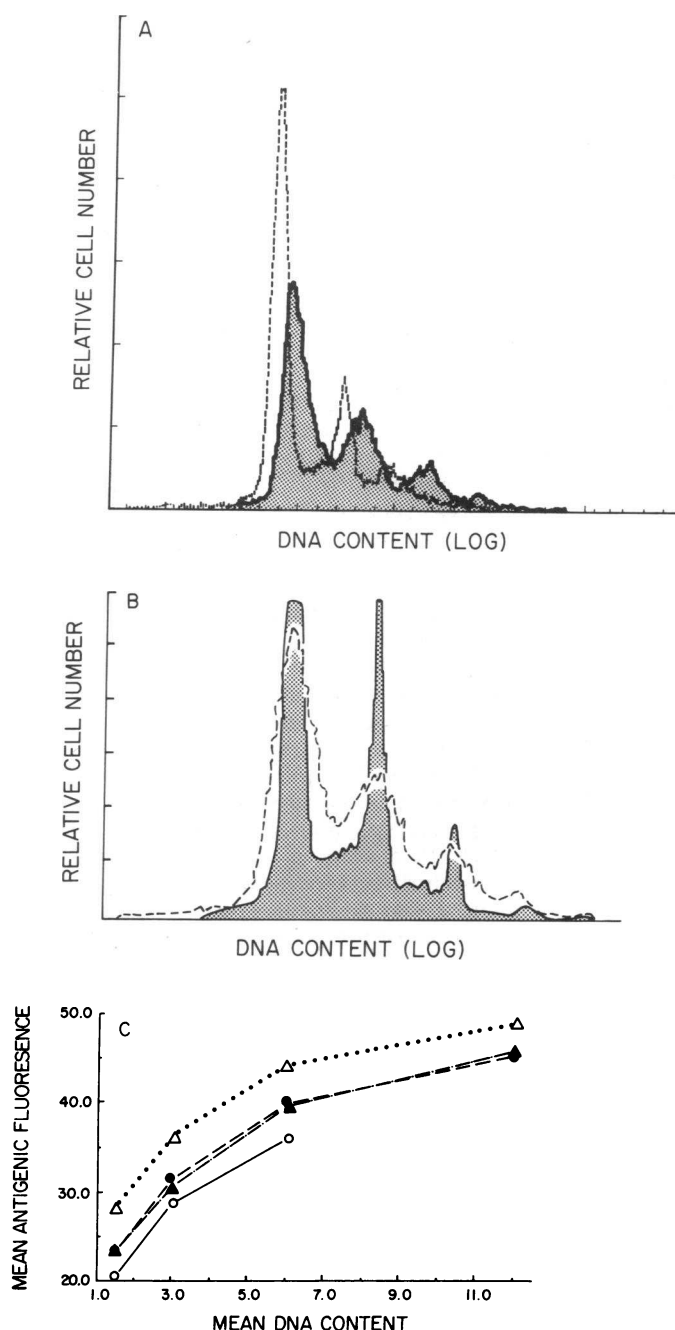 A
RELATIVE CELL NUMBER
DNA CONTENT (LOG)
B
RELATIVE CELL NUMBER
DNA CONTENT (LOG)
C
MEAN ANTIGENIC FLUORESENCE
50.0
40.0
30.0
20.0
1.0 3.0 5.0 7.0 9.0 11.0
MEAN DNA CONTENT